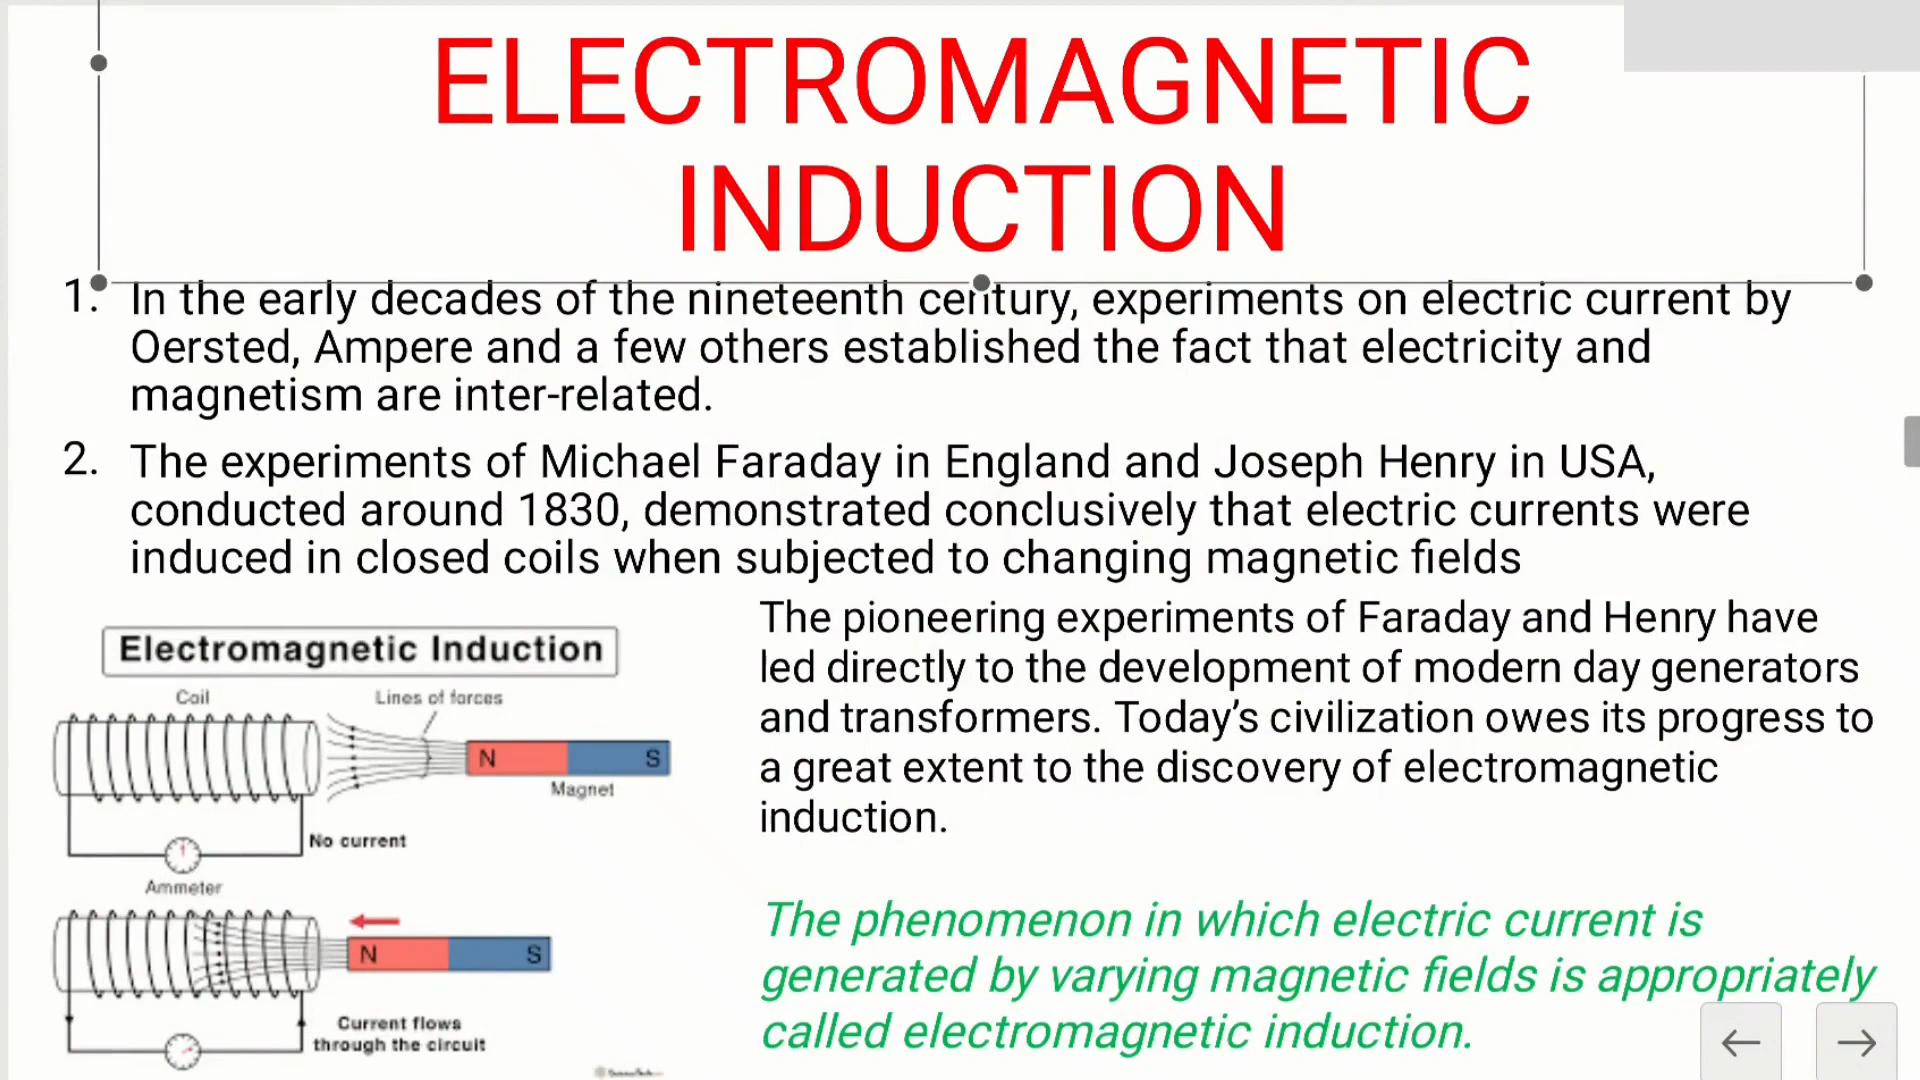 ELECTROMAGNETIC
INDUCTION
1. In the early decades of the nineteenth century, experiments on electric current by
Oersted, Ampere and a few others established the fact that electricity and
magnetism are inter-related.
2. The experiments of Michael Faraday in England and Joseph Henry in USA,
conducted around 1830, demonstrated conclusively that electric currents were
induced in closed coils when subjected to changing magnetic fields
Electromagnetic Induction
Coil
Lines of forces
N
S
Magnet
No current
Ammeter
N
S
Current flows
through the circuit
The pioneering experiments of Faraday and Henry have
led directly to the development of modern day generators
and transformers. Today’s civilization owes its progress to
a great extent to the discovery of electromagnetic
induction.
The phenomenon in which electric current is
generated by varying magnetic fields is appropriately
called electromagnetic induction.